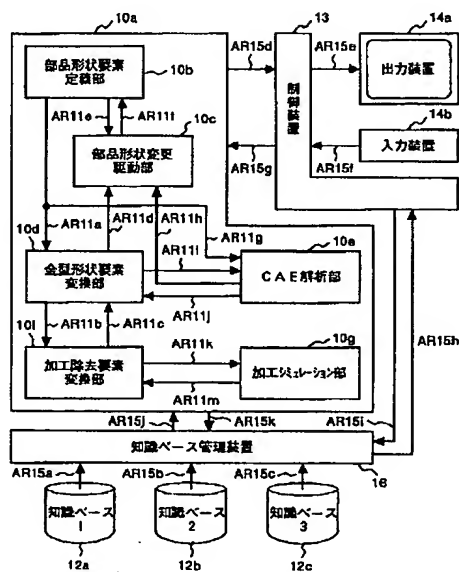 10a
部品形状要素
定義部
10b
AR11e
AR11f
10c
部品形状変更
駆動部
10d
AR11a
AR11d
AR11h
AR11i
AR11g
10e
金型形状要素
変換部
CAE解析部
AR11j
AR11b
AR11c
10f
加工除去要素
変換部
AR11k
AR11m
10g
加工シミュレーション部
13
制御装置
AR15d
AR15e
AR15g
AR15f
14a
出力装置
14b
入力装置
AR15h
AR15i
AR15j
AR15k
知識ベース管理装置
16
AR15a
AR15b
AR15c
知識ベース
1
知識ベース
2
知識ベース
3
12a
12b
12c